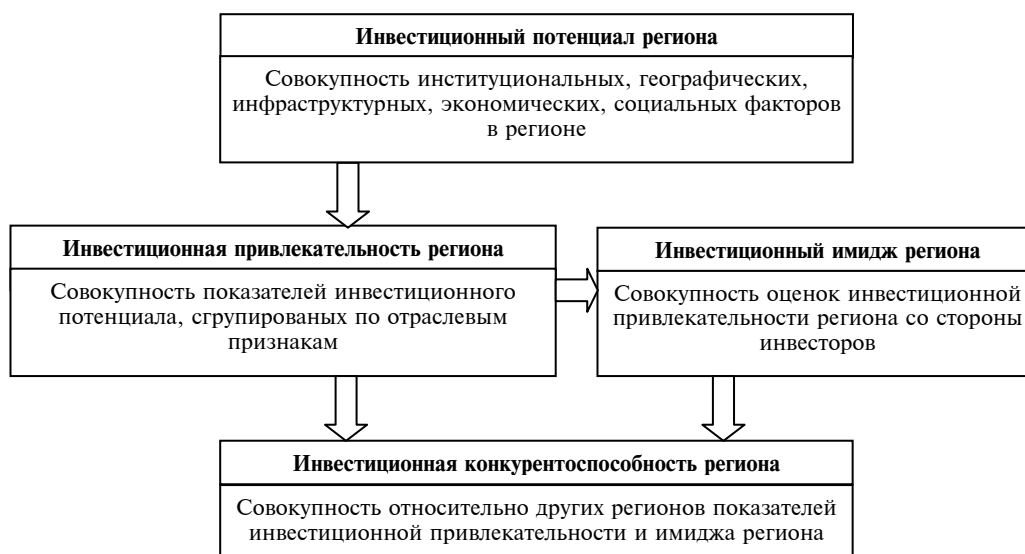 Инвестиционный потенциал региона
Совокупность институциональных, географических,
инфраструктурных, экономических, социальных факторов
в регионе
Инвестиционная привлекательность региона
Совокупность показателей инвестиционного
потенциала, сгрупированых по отраслевым
признакам
Инвестиционный имидж региона
Совокупность оценок инвестиционной
привлекательности региона со стороны
инвесторов
Инвестиционная конкурентоспособность региона
Совокупность относительно других регионов показателей
инвестиционной привлекательности и имиджа региона